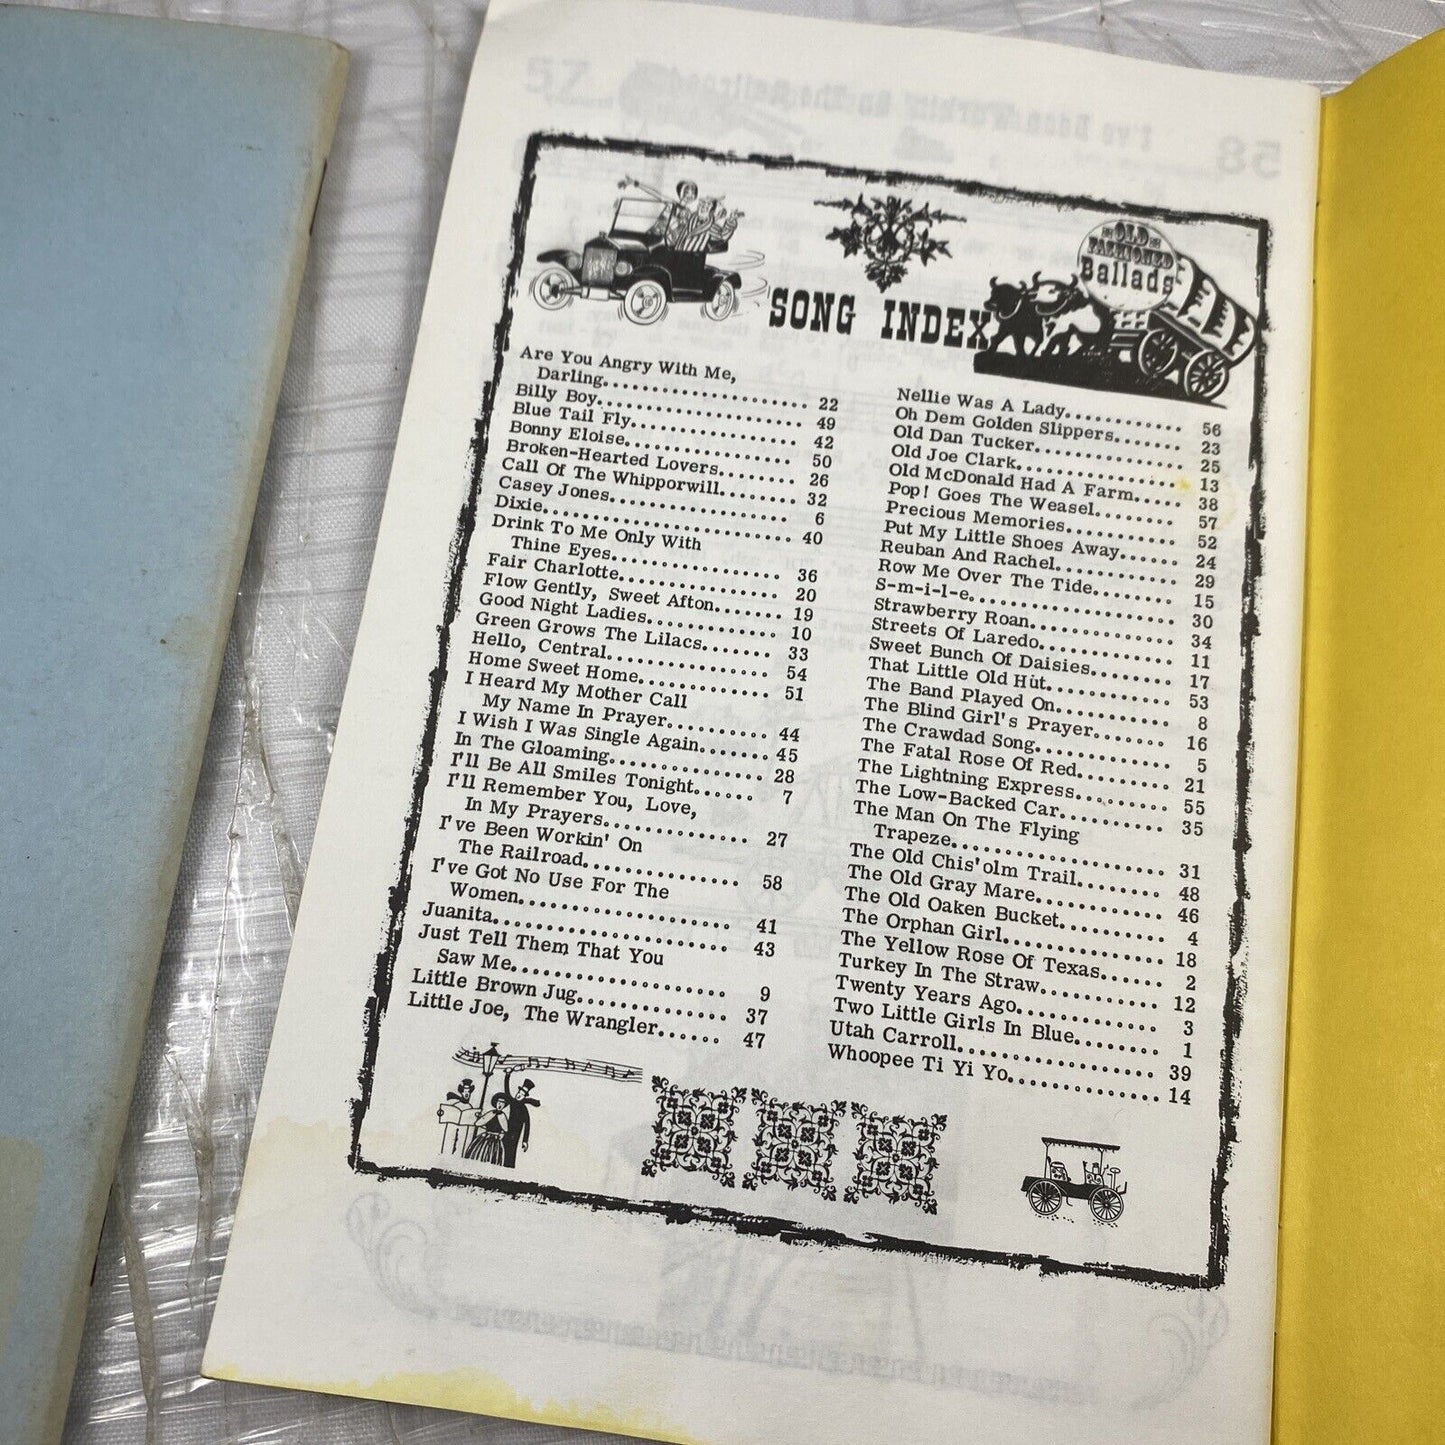 OLD
FASHIONED
Ballads
SONG INDEX
Are You Angry With Me,
Darling.................... 22
Billy Boy.................... 49
Blue Tail Fly................. 42
Bonny Eloise................. 50
Broken-Hearted Lovers........ 26
Call Of The Whipporwill........ 32
Casey Jones.................. 6
Dixie......................... 40
Drink To Me Only With
Thine Eyes................. 36
Fair Charlotte................ 20
Flow Gently, Sweet Afton....... 19
Good Night Ladies............. 10
Green Grows The Lilacs....... 33
Hello, Central................ 54
Home Sweet Home............. 51
I Heard My Mother Call
My Name In Prayer.......... 44
I Wish I Was Single Again....... 45
In The Gloaming............... 28
I'll Be All Smiles Tonight...... 7
I'll Remember You, Love,
In My Prayers.............. 27
I've Been Workin' On
The Railroad............... 58
I've Got No Use For The
Women.................... 41
Juanita....................... 43
Just Tell Them That You
Saw Me.................... 9
Little Brown Jug.............. 37
Little Joe, The Wrangler...... 47
Nellie Was A Lady............ 56
Oh Dem Golden Slippers....... 23
Old Dan Tucker............... 25
Old Joe Clark................ 13
Old McDonald Had A Farm..... 38
Pop! Goes The Weasel........ 57
Precious Memories........... 52
Put My Little Shoes Away...... 24
Reuban And Rachel............ 29
Row Me Over The Tide........ 15
S-m-i-l-e.................... 30
Strawberry Roan.............. 34
Streets Of Laredo............. 11
Sweet Bunch Of Daisies........ 17
That Little Old Hut............ 53
The Band Played On........... 8
The Blind Girl's Prayer....... 16
The Crawdad Song............ 5
The Fatal Rose Of Red........ 21
The Lightning Express......... 55
The Low-Backed Car.......... 35
The Man On The Flying
Trapeze................... 31
The Old Chis'olm Trail........ 48
The Old Gray Mare............ 46
The Old Oaken Bucket.......... 4
The Orphan Girl.............. 18
The Yellow Rose Of Texas...... 2
Turkey In The Straw........... 12
Twenty Years Ago............. 3
Two Little Girls In Blue........ 1
Utah Carroll.................. 39
Whoopee Ti Yi Yo............. 14